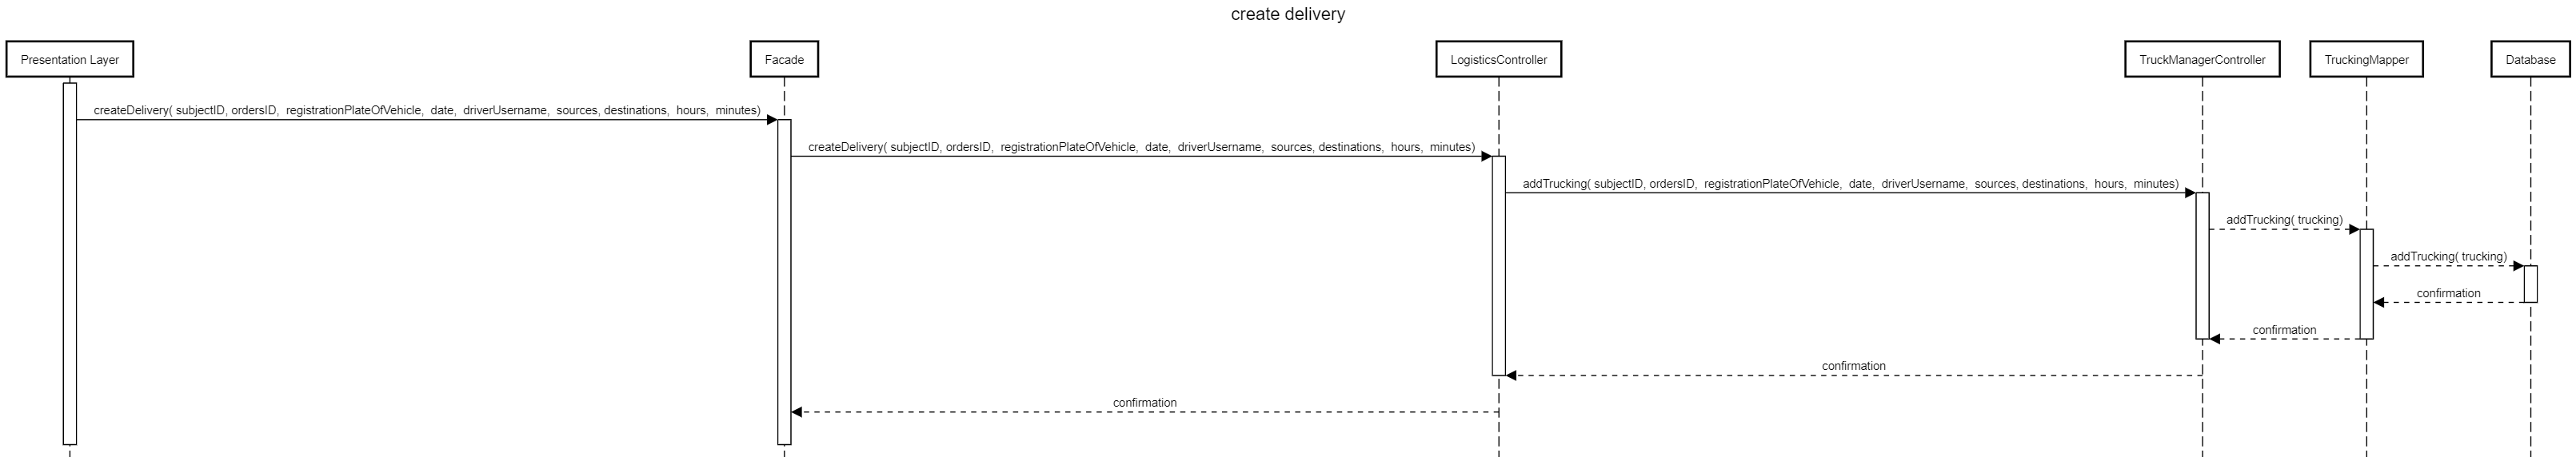 create delivery
Presentation Layer
Facade
LogisticsController
TruckManagerController
TruckingMapper
Database
createDelivery( subjectID, ordersID,  registrationPlateOfVehicle,  date,  driverUsername,  sources, destinations,  hours,  minutes)
createDelivery( subjectID, ordersID,  registrationPlateOfVehicle,  date,  driverUsername,  sources, destinations,  hours,  minutes)
addTrucking( subjectID, ordersID,  registrationPlateOfVehicle,  date,  driverUsername,  sources, destinations,  hours,  minutes)
addTrucking( trucking)
addTrucking( trucking)
confirmation
confirmation
confirmation
confirmation